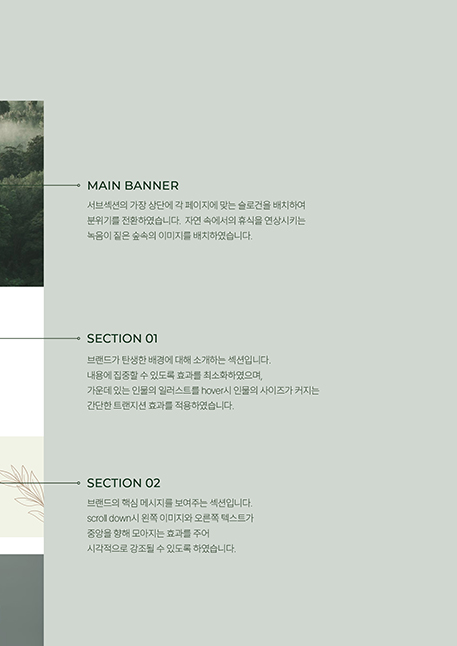 MAIN BANNER
서브섹션의 가장 상단에 각 페이지에 맞는 슬로건을 배치하여
분위기를 전환하였습니다. 자연 속에서의 휴식을 연상시키는
녹음이 짙은 숲속의 이미지를 배치하였습니다.
SECTION 01
브랜드가 탄생한 배경에 대해 소개하는 섹션입니다.
내용에 집중할 수 있도록 효과를 최소화하였으며,
가운데 있는 인물의 일러스트를 hover시 인물의 사이즈가 커지는
간단한 트랜지션 효과를 적용하였습니다.
SECTION 02
브랜드의 핵심 메시지를 보여주는 섹션입니다.
scroll down시 왼쪽 이미지와 오른쪽 텍스트가
중앙을 향해 모아지는 효과를 주어
시각적으로 강조될 수 있도록 하였습니다.